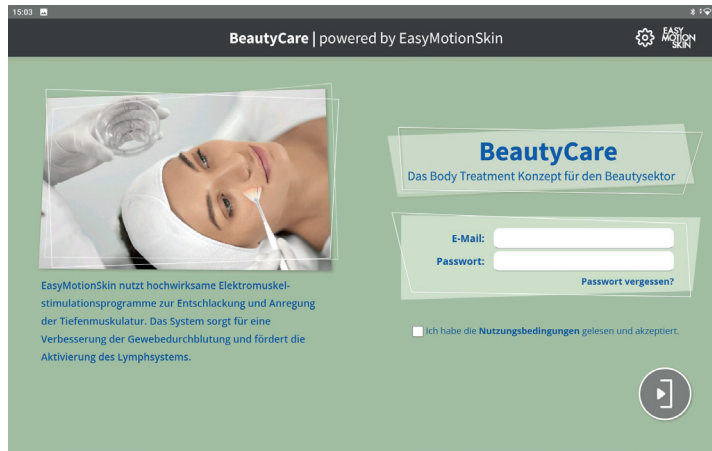 15:03
BeautyCare | powered by EasyMotionSkin
EASY
MOTION
SKIN
BeautyCare
Das Body Treatment Konzept für den Beautysektor
E-Mail:
Passwort:
Passwort vergessen?
Ich habe die Nutzungsbedingungen gelesen und akzeptiert.
EasyMotionSkin nutzt hochwirksame Elektromuskel-
stimulationsprogramme zur Entschlackung und Anregung
der Tiefenmuskulatur. Das System sorgt für eine
Verbesserung der Gewebedurchblutung und fördert die
Aktivierung des Lymphsystems.